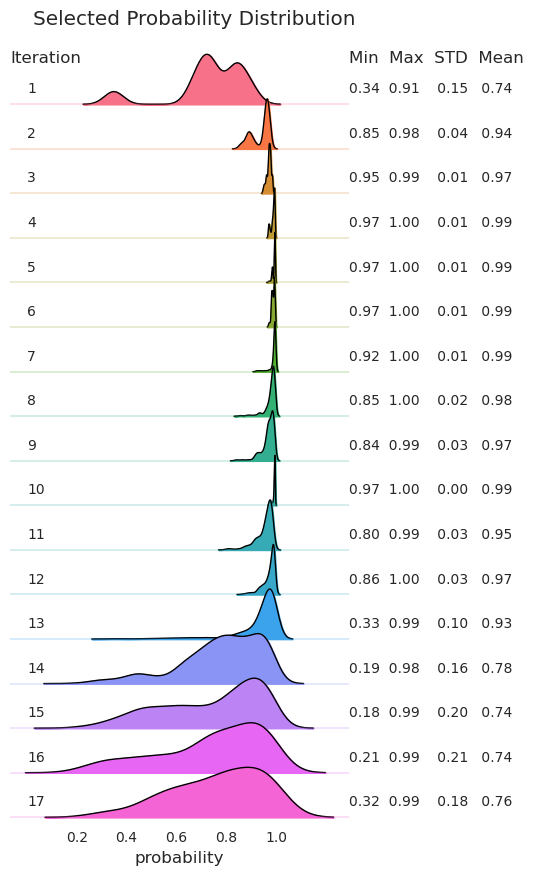 Selected Probability Distribution
Iteration Min Max STD Mean
1 0.34 0.91 0.15 0.74
2 0.85 0.98 0.04 0.94
3 0.95 0.99 0.01 0.97
4 0.97 1.00 0.01 0.99
5 0.97 1.00 0.01 0.99
6 0.97 1.00 0.01 0.99
7 0.92 1.00 0.01 0.99
8 0.85 1.00 0.02 0.98
9 0.84 0.99 0.03 0.97
10 0.97 1.00 0.00 0.99
11 0.80 0.99 0.03 0.95
12 0.86 1.00 0.03 0.97
13 0.33 0.99 0.10 0.93
14 0.19 0.98 0.16 0.78
15 0.18 0.99 0.20 0.74
16 0.21 0.99 0.21 0.74
17 0.32 0.99 0.18 0.76
0.2 0.4 0.6 0.8 1.0
probability